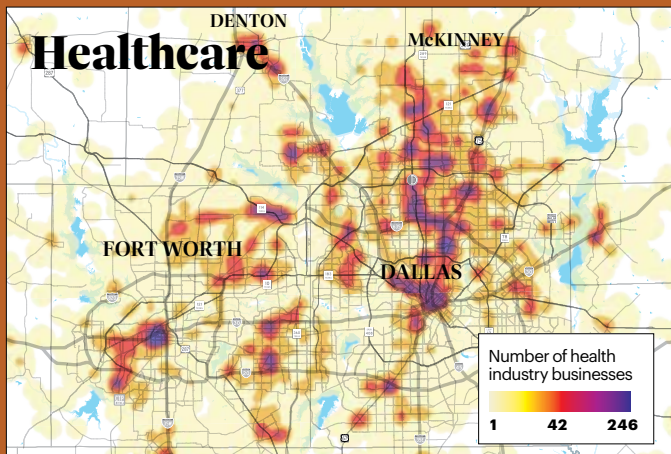 DENTON
Healthcare
McKINNEY
FORT WORTH
DALLAS
Number of health
industry businesses
1 42 246